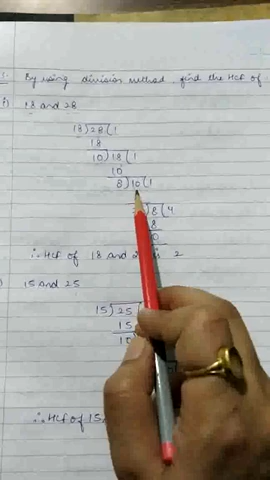 By using division method find the HCF of
18 and 28
18) 28 (1
18
10) 18 (1
10
8) 10 (1
) 8 (4
8
0
∴ HCF of 18 and 2 2
15 and 25
15) 25
15
10
∴ HCF of 15